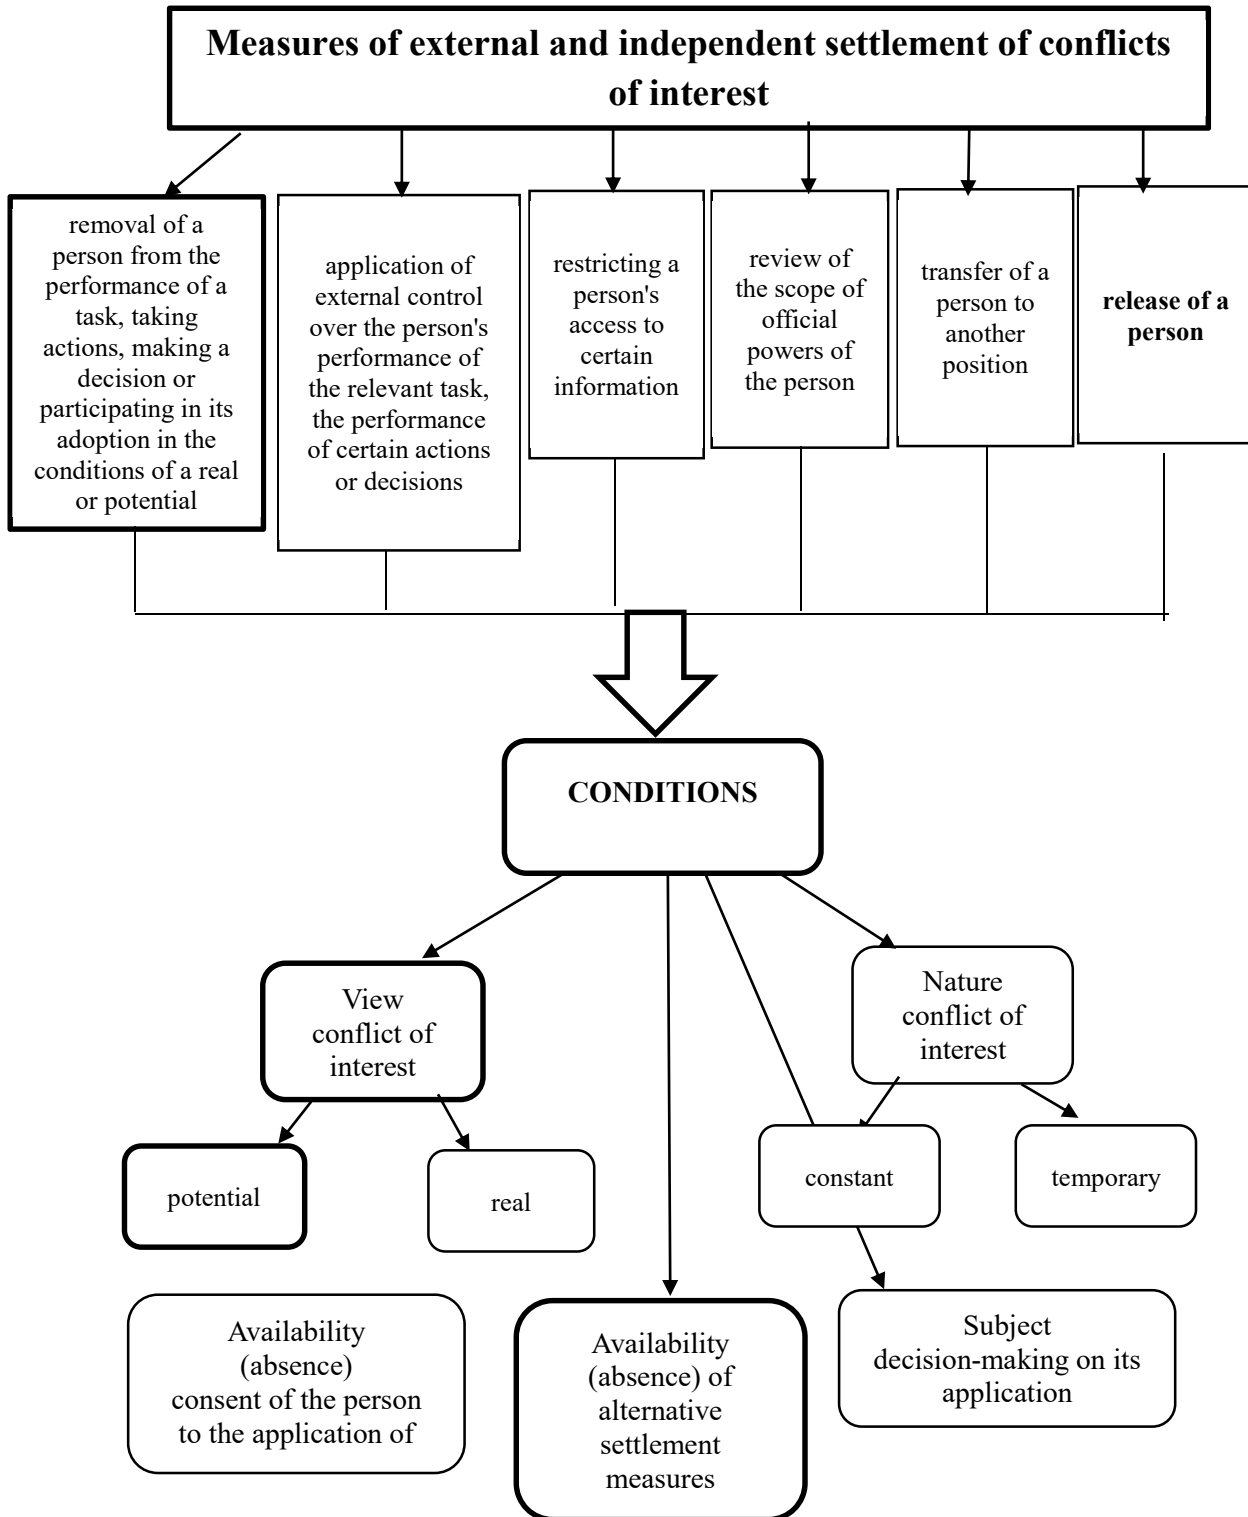 Measures of external and independent settlement of conflicts
of interest
removal of a
person from the
performance of a
task, taking
actions, making a
decision or
participating in its
adoption in the
conditions of a real
or potential
application of
external control
over the person's
performance of
the relevant task,
the performance
of certain actions
or decisions
restricting a
person's
access to
certain
information
review of
the scope of
official
powers of
the person
transfer of a
person to
another
position
release of a
person
CONDITIONS
View
conflict of
interest
Nature
conflict of
interest
potential
real
constant
temporary
Availability
(absence)
consent of the person
to the application of
Availability
(absence) of
alternative
settlement
measures
Subject
decision-making on its
application